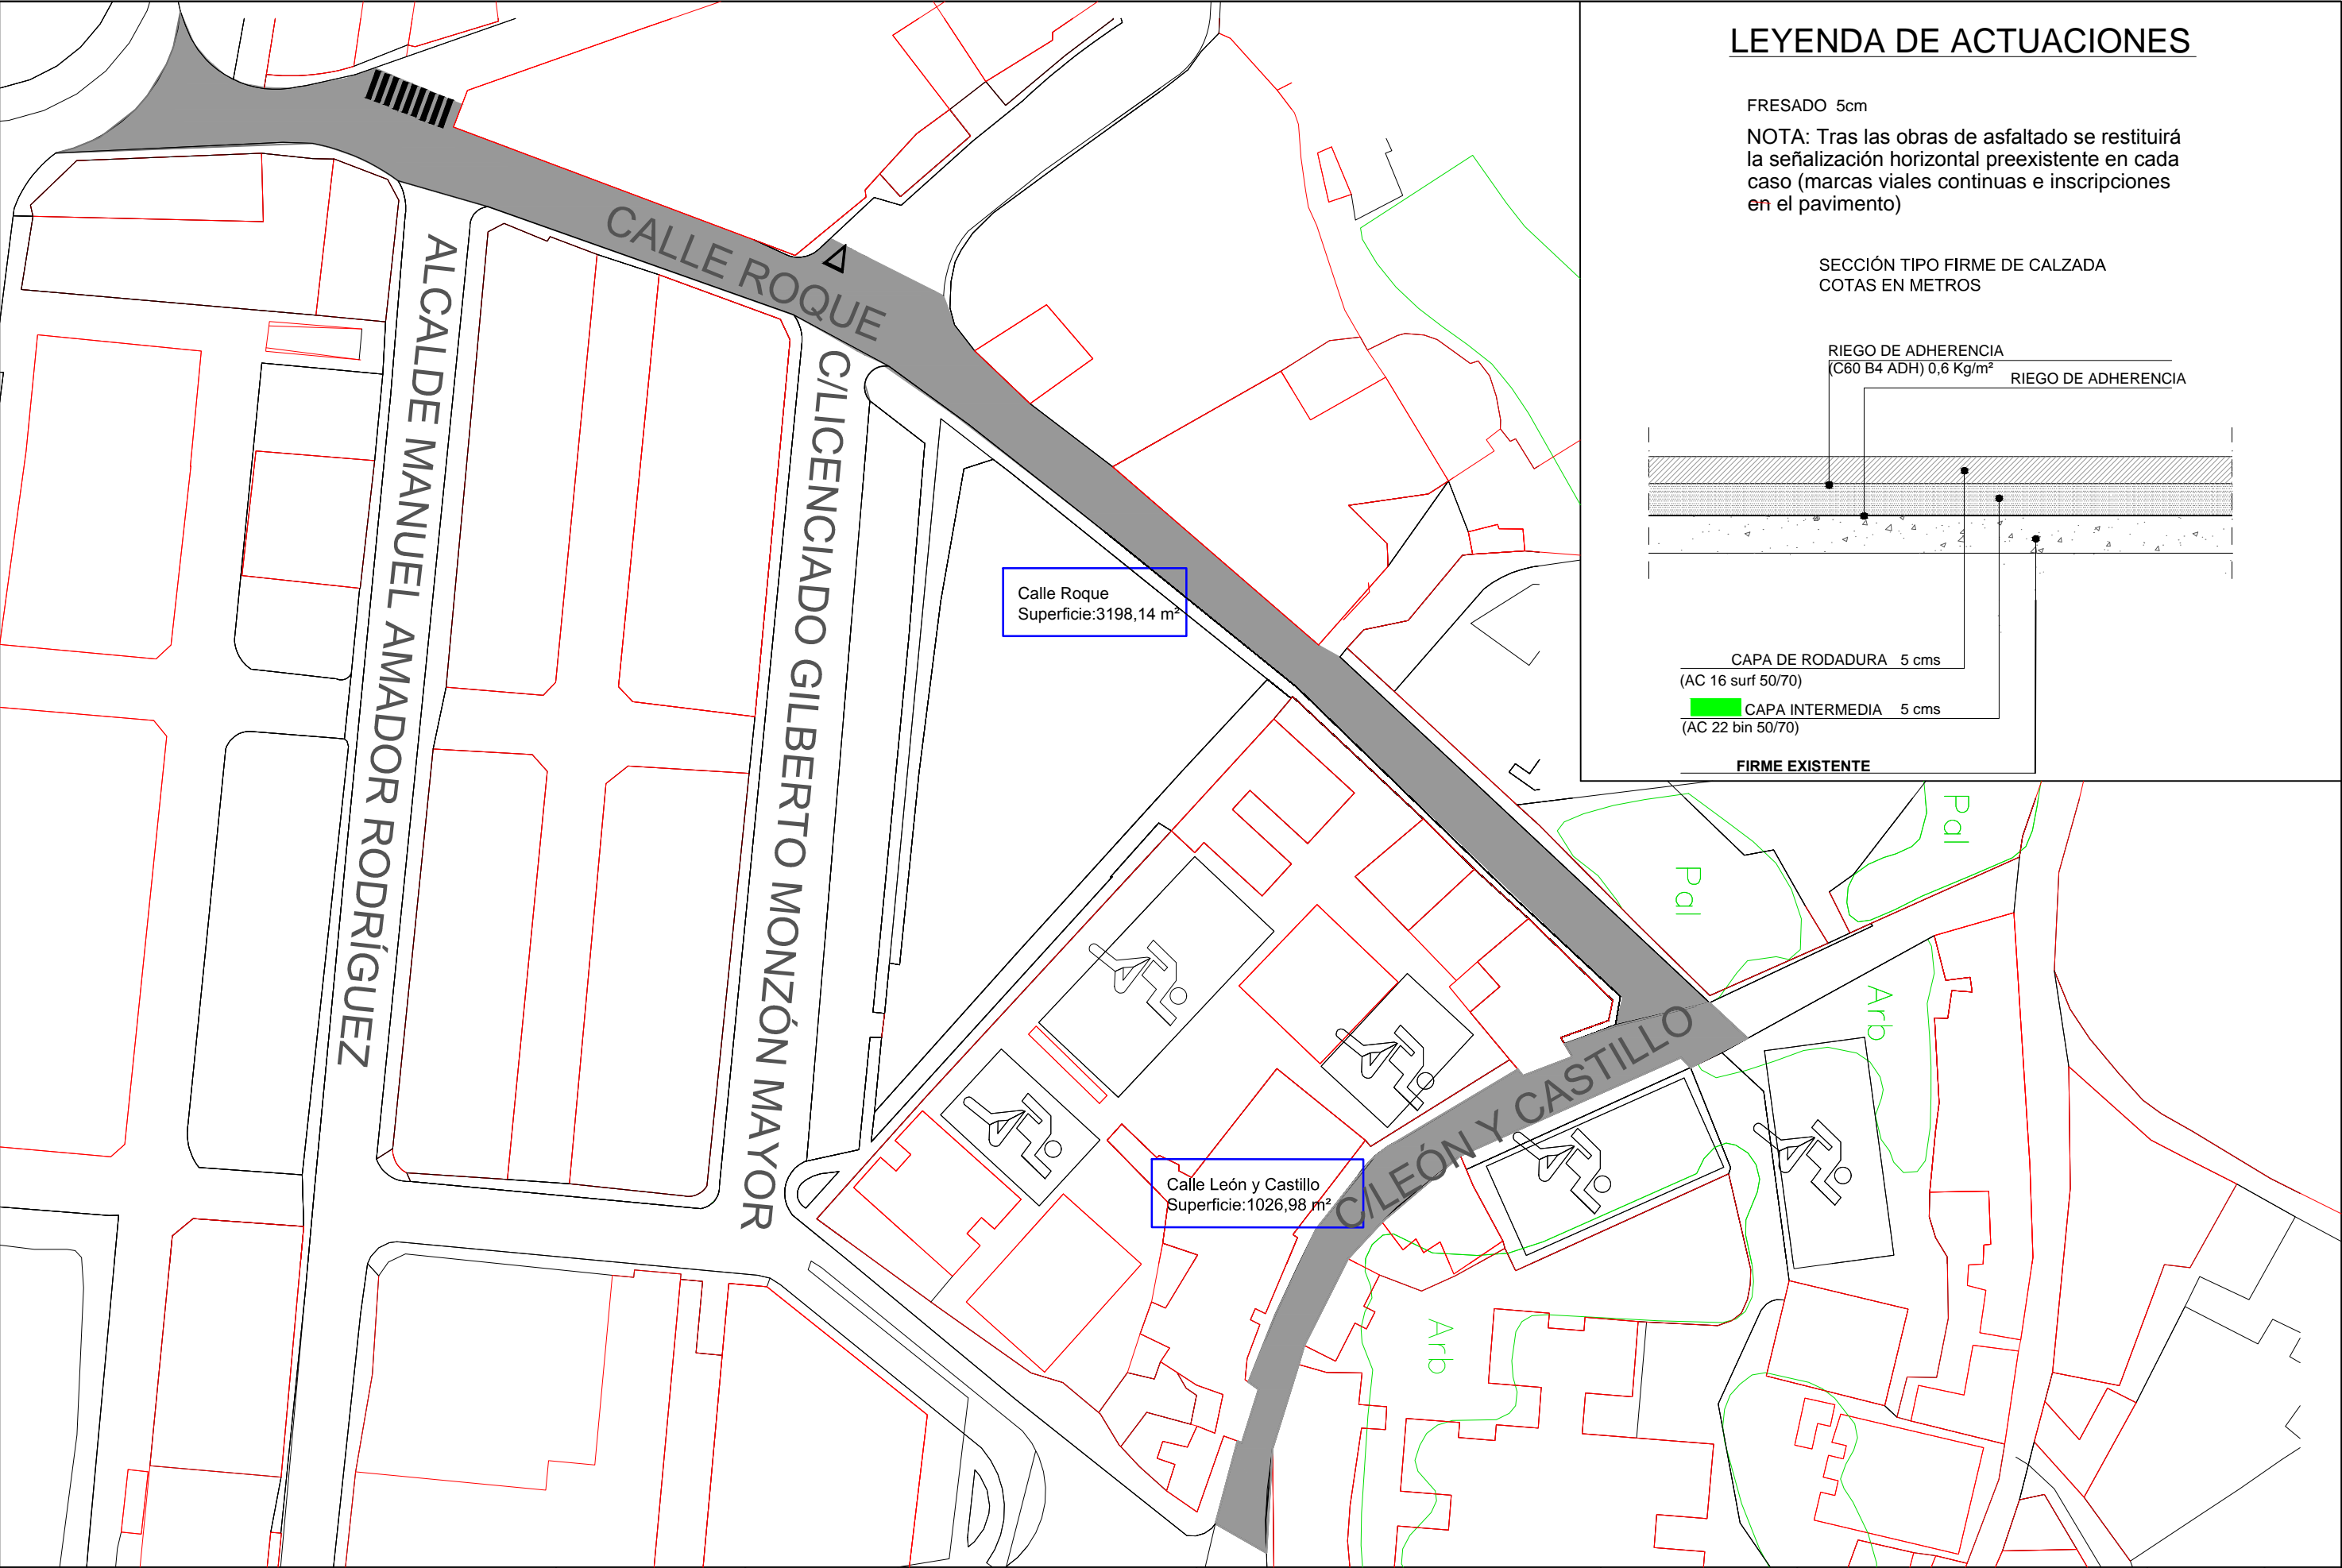 LEYENDA DE ACTUACIONES
FRESADO 5cm
NOTA: Tras las obras de asfaltado se restituirá
la señalización horizontal preexistente en cada
caso (marcas viales continuas e inscripciones
en el pavimento)
SECCIÓN TIPO FIRME DE CALZADA
COTAS EN METROS
RIEGO DE ADHERENCIA
(C60 B4 ADH) 0,6 Kg/m²
RIEGO DE ADHERENCIA
CAPA DE RODADURA 5 cms
(AC 16 surf 50/70)
CAPA INTERMEDIA 5 cms
(AC 22 bin 50/70)
FIRME EXISTENTE
CALLE ROQUE
ALCALDE MANUEL AMADOR RODRÍGUEZ
C/LICENCIADO GILBERTO MONZÓN MAYOR
Calle Roque
Superficie:3198,14 m²
Pal
Pal
Arb
C/LEÓN Y CASTILLO
Calle León y Castillo
Superficie:1026,98 m²
Arb